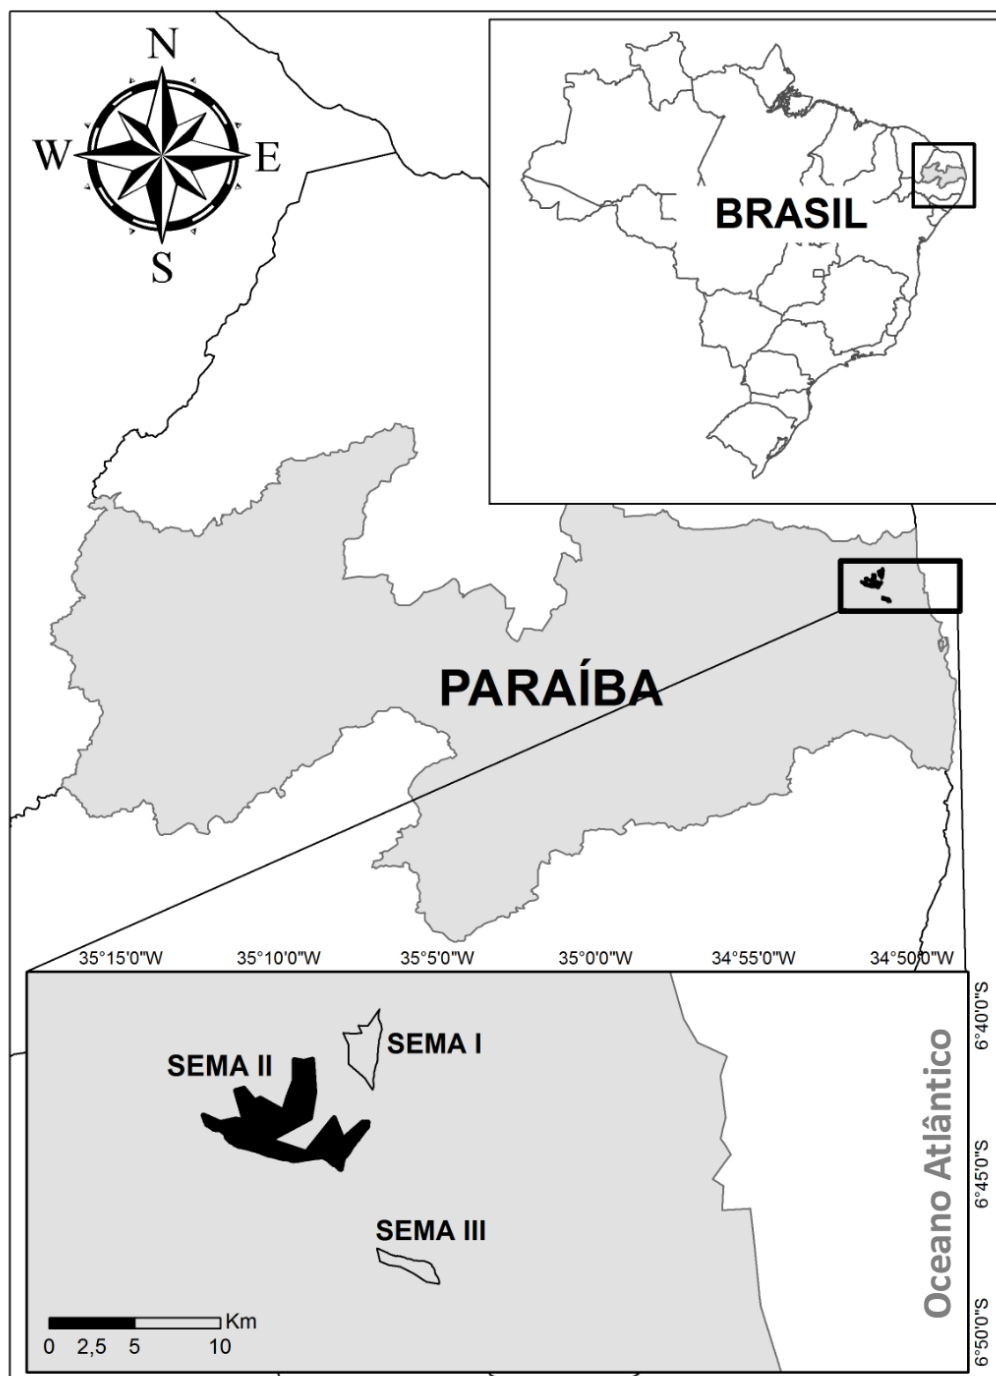 N
W
E
S
BRASIL
PARAÍBA
35°15'0"W
35°10'0"W
35°5'0"W
35°0'0"W
34°55'0"W
34°50'0"W
6°40'0"S
SEMA I
SEMA II
6°45'0"S
Oceano Atlântico
SEMA III
6°50'0"S
Km
0 2,5 5 10